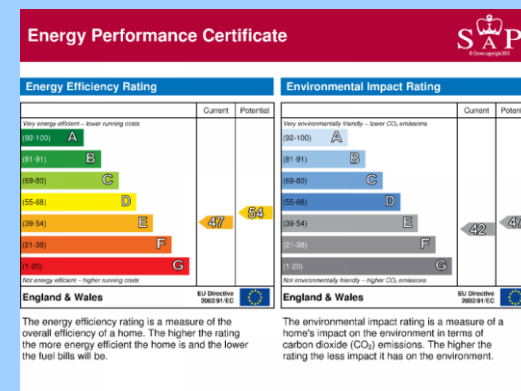 Energy Performance Certificate
SAP
© Crown copyright 2013
Energy Efficiency Rating
Current Potential
Very energy efficient – lower running costs
(92-100) A
(81-91) B
(69-80) C
(55-68) D
(39-54) E
(21-38) F
(1-20) G
47
54
Not energy efficient – higher running costs
England & Wales
EU Directive
2002/91/EC
The energy efficiency rating is a measure of the
overall efficiency of a home. The higher the rating
the more energy efficient the home is and the lower
the fuel bills will be.
Environmental Impact Rating
Current Potent
Very environmentally friendly – lower CO₂ emissions
(92-100) A
(81-91) B
(69-80) C
(55-68) D
(39-54) E
(21-38) F
(1-20) G
42
47
Not environmentally friendly – higher CO₂ emissions
England & Wales
EU Directive
2002/91/EC
The environmental impact rating is a measure of a
home's impact on the environment in terms of
carbon dioxide (CO₂) emissions. The higher the
rating the less impact it has on the environment.